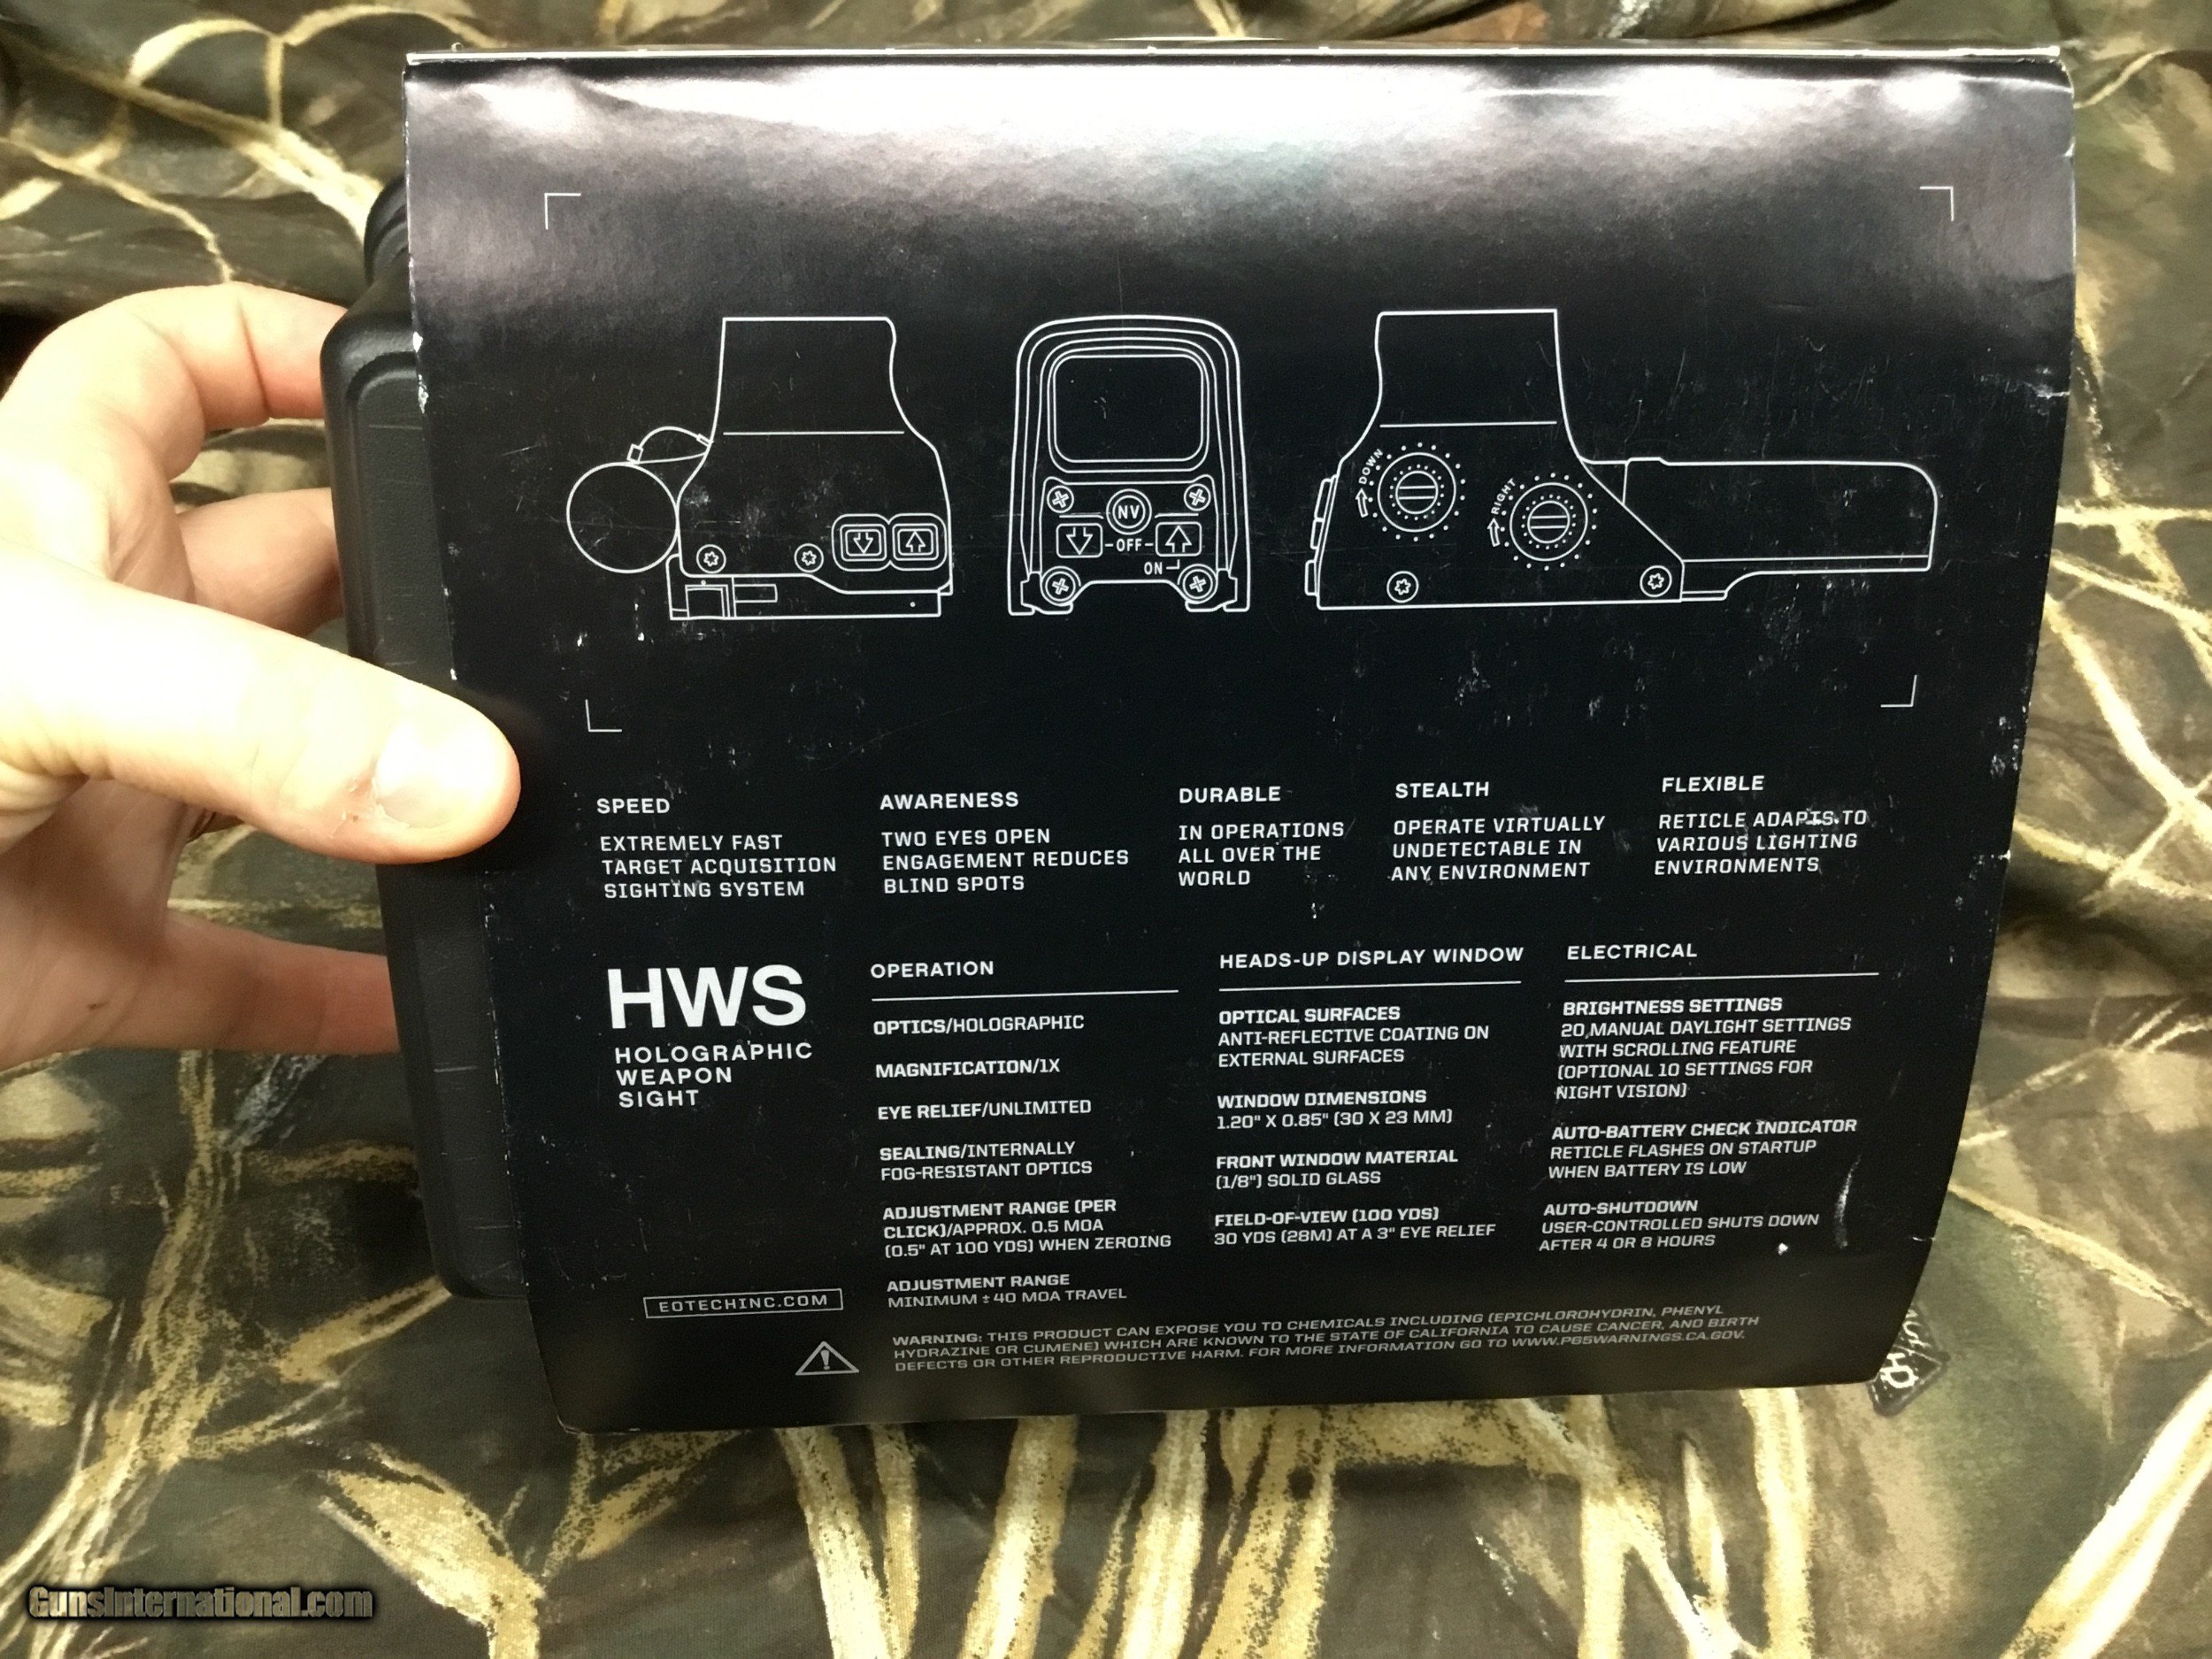 DOWN
RIGHT
NV
-OFF-
ON
SPEED
EXTREMELY FAST
TARGET ACQUISITION
SIGHTING SYSTEM
AWARENESS
TWO EYES OPEN
ENGAGEMENT REDUCES
BLIND SPOTS
DURABLE
IN OPERATIONS
ALL OVER THE
WORLD
STEALTH
OPERATE VIRTUALLY
UNDETECTABLE IN
ANY ENVIRONMENT
FLEXIBLE
RETICLE ADAPTS TO
VARIOUS LIGHTING
ENVIRONMENTS
HWS
HOLOGRAPHIC
WEAPON
SIGHT
EOTECHINC.COM
OPERATION
OPTICS/HOLOGRAPHIC
MAGNIFICATION/1X
EYE RELIEF/UNLIMITED
SEALING/INTERNALLY
FOG-RESISTANT OPTICS
ADJUSTMENT RANGE (PER
CLICK)/APPROX. 0.5 MOA
(0.5" AT 100 YDS) WHEN ZEROING
ADJUSTMENT RANGE
MINIMUM ± 40 MOA TRAVEL
HEADS-UP DISPLAY WINDOW
OPTICAL SURFACES
ANTI-REFLECTIVE COATING ON
EXTERNAL SURFACES
WINDOW DIMENSIONS
1.20" X 0.85" (30 X 23 MM)
FRONT WINDOW MATERIAL
(1/8") SOLID GLASS
FIELD-OF-VIEW (100 YDS)
30 YDS (28M) AT A 3" EYE RELIEF
ELECTRICAL
BRIGHTNESS SETTINGS
20 MANUAL DAYLIGHT SETTINGS
WITH SCROLLING FEATURE
(OPTIONAL 10 SETTINGS FOR
NIGHT VISION)
AUTO-BATTERY CHECK INDICATOR
RETICLE FLASHES ON STARTUP
WHEN BATTERY IS LOW
AUTO-SHUTDOWN
USER-CONTROLLED SHUTS DOWN
AFTER 4 OR 8 HOURS
WARNING: THIS PRODUCT CAN EXPOSE YOU TO CHEMICALS INCLUDING (EPICHLOROHYDRIN, PHENYL
HYDRAZINE OR CUMENE) WHICH ARE KNOWN TO THE STATE OF CALIFORNIA TO CAUSE CANCER, AND BIRTH
DEFECTS OR OTHER REPRODUCTIVE HARM. FOR MORE INFORMATION GO TO WWW.P65WARNINGS.CA.GOV.
GunsInternational.com